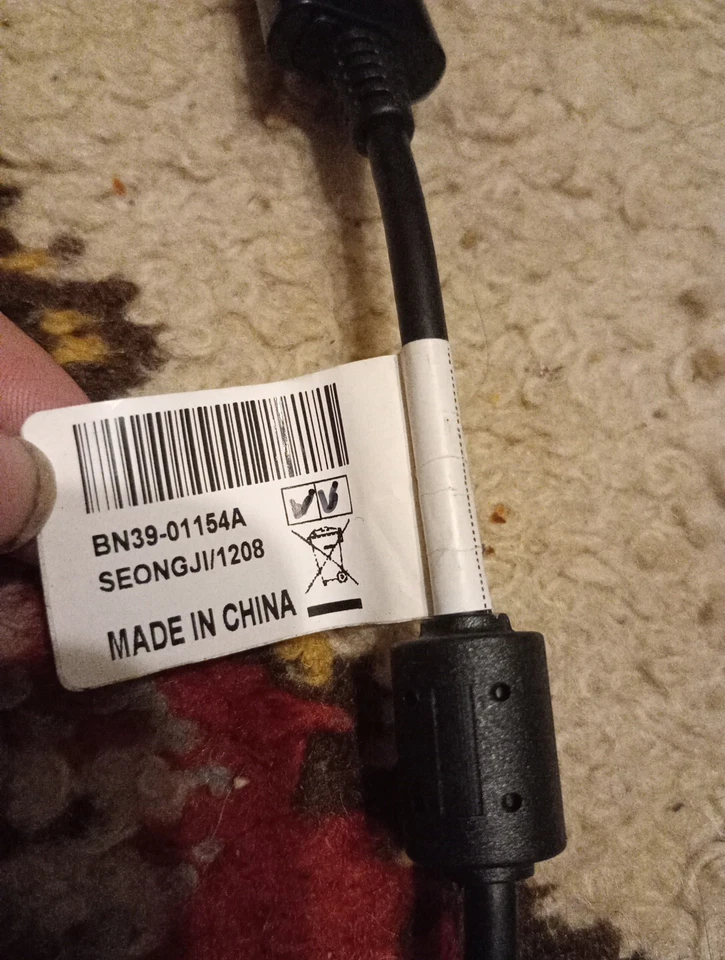 BN39-01154A
SEONGJI/1208
MADE IN CHINA